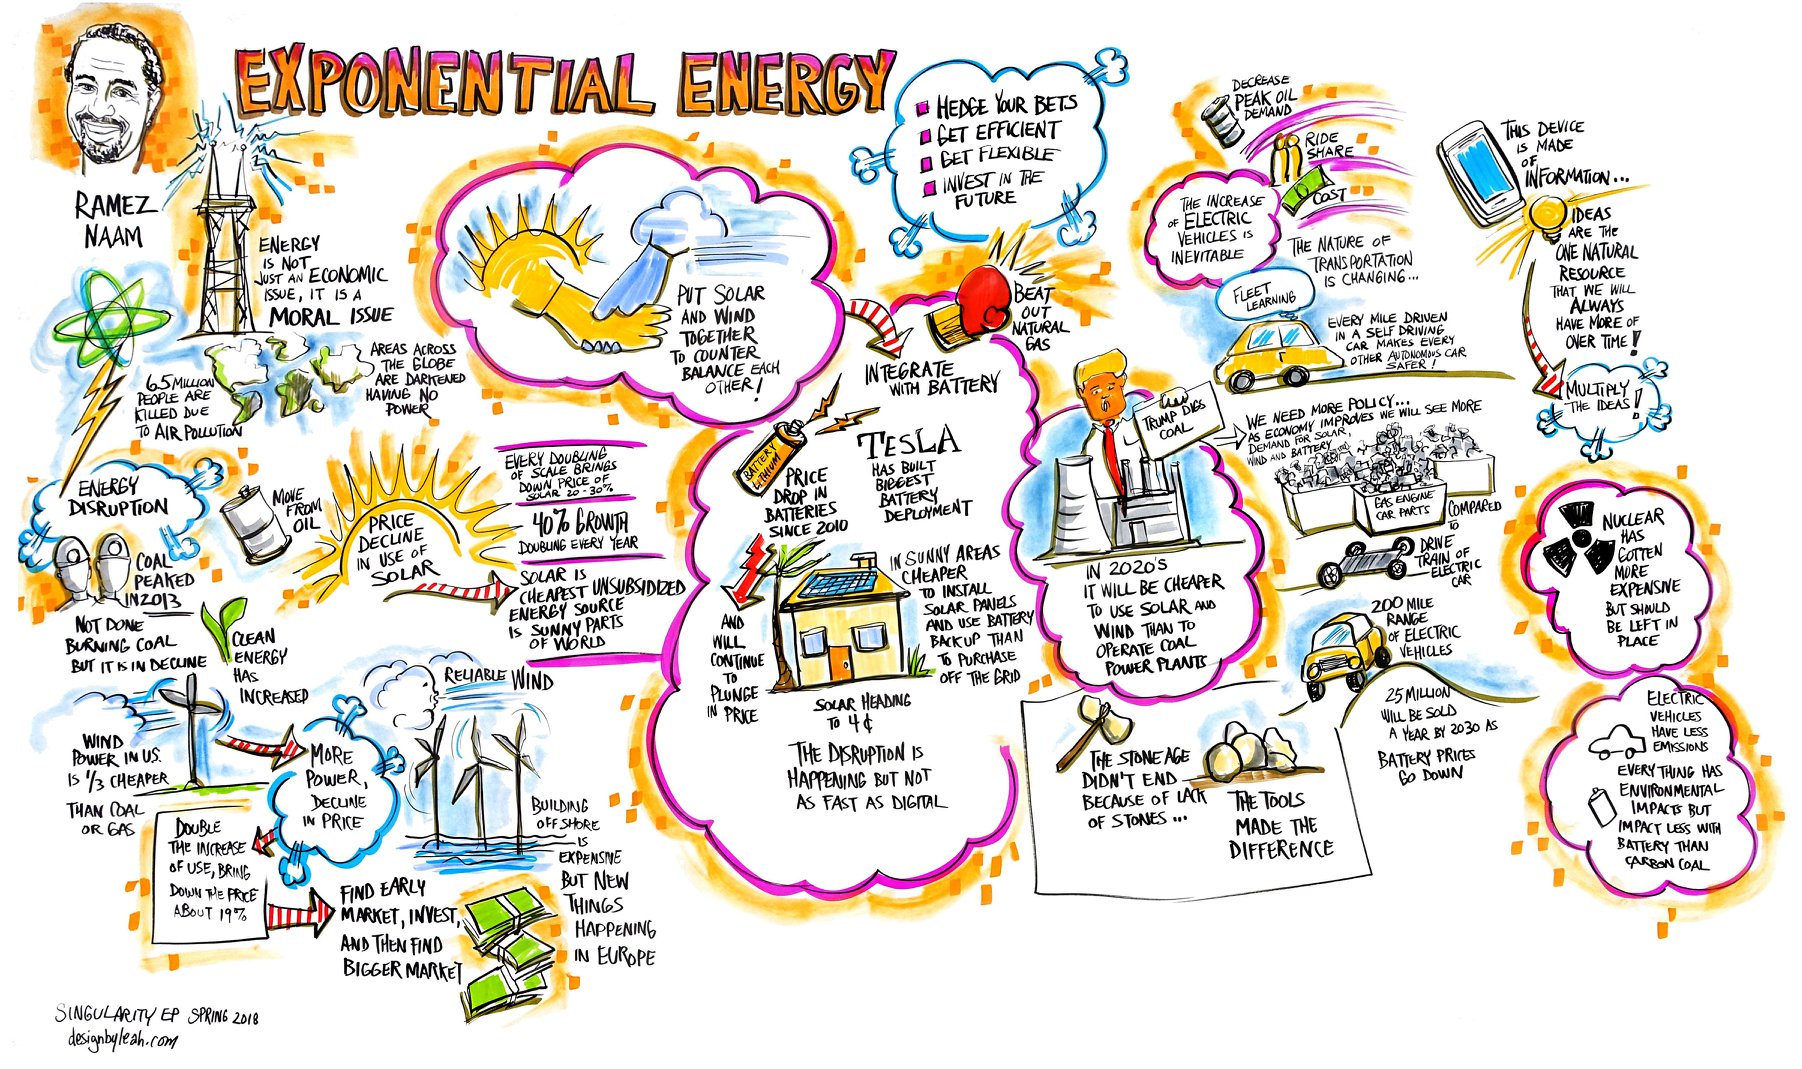 EXPONENTIAL ENERGY
RAMEZ
NAAM
ENERGY
IS NOT
JUST AN ECONOMIC
ISSUE, IT IS A
MORAL ISSUE
6.5 MILLION
PEOPLE ARE
KILLED DUE
TO AIR POLLUTION
AREAS ACROSS
THE GLOBE
ARE DARKENED
HAVING NO
POWER
ENERGY
DISRUPTION
COAL
PEAKED
IN 2013
NOT DONE
BURNING COAL
BUT IT IS IN DECLINE
CLEAN
ENERGY
HAS
INCREASED
MOVE
FROM
OIL
PRICE
DECLINE
IN USE OF
SOLAR
EVERY DOUBLING
OF SCALE BRINGS
DOWN PRICE OF
SOLAR 20-30%
40% GROWTH
DOUBLING EVERY YEAR
SOLAR IS
CHEAPEST UNSUBSIDIZED
ENERGY SOURCE
IS SUNNY PARTS
OF WORLD
WIND
POWER IN U.S.
IS 1/3 CHEAPER
THAN COAL
OR GAS
MORE
POWER,
DECLINE
IN PRICE
DOUBLE
THE INCREASE
OF USE, BRING
DOWN THE PRICE
ABOUT 19%
FIND EARLY
MARKET, INVEST,
AND THEN FIND
BIGGER MARKET
RELIABLE WIND
BUILDING
OFFSHORE
IS
EXPENSIVE
BUT NEW
THINGS
HAPPENING
IN EUROPE
PUT SOLAR
AND WIND
TOGETHER
TO COUNTER
BALANCE EACH
OTHER!
HEDGE YOUR BETS
GET EFFICIENT
GET FLEXIBLE
INVEST IN THE
FUTURE
BEAT
OUT
NATURAL
GAS
INTEGRATE
WITH BATTERY
BATTERY
LITHIUM
PRICE
DROP IN
BATTERIES
SINCE 2010
AND
WILL
CONTINUE
TO
PLUNGE
IN PRICE
TESLA
HAS BUILT
BIGGEST
BATTERY
DEPLOYMENT
IN SUNNY AREAS
CHEAPER
TO INSTALL
SOLAR PANELS
AND USE BATTERY
BACK UP THAN
TO PURCHASE
OFF THE GRID
SOLAR HEADING
TO 4¢
THE DISRUPTION IS
HAPPENING BUT NOT
AS FAST AS DIGITAL
TRUMP DIGS
COAL
IN 2020'S
IT WILL BE CHEAPER
TO USE SOLAR AND
WIND THAN TO
OPERATE COAL
POWER PLANTS
THE STONE AGE
DIDN'T END
BECAUSE OF LACK
OF STONES...
THE TOOLS
MADE THE
DIFFERENCE
DECREASE
PEAK OIL
DEMAND
RIDE
SHARE
COST
THE INCREASE
OF ELECTRIC
VEHICLES IS
INEVITABLE
THE NATURE OF
TRANSPORTATION
IS CHANGING...
FLEET
LEARNING
EVERY MILE DRIVEN
IN A SELF DRIVING
CAR MAKES EVERY
OTHER AUTONOMOUS CAR
SAFER!
WE NEED MORE POLICY...
AS ECONOMY IMPROVES WE WILL SEE MORE
DEMAND FOR SOLAR,
WIND AND BATTERY
GAS ENGINE
CAR PARTS
COMPARED
TO
DRIVE
TRAIN OF
ELECTRIC
CAR
200 MILE
RANGE
OF ELECTRIC
VEHICLES
25 MILLION
WILL BE SOLD
A YEAR BY 2030 AS
BATTERY PRICES
GO DOWN
THIS DEVICE
IS MADE
OF
INFORMATION...
IDEAS
ARE THE
ONE NATURAL
RESOURCE
THAT WE WILL
ALWAYS
HAVE MORE OF
OVER TIME!
MULTIPLY
THE IDEAS!
NUCLEAR
HAS
GOTTEN
MORE
EXPENSIVE
BUT SHOULD
BE LEFT IN
PLACE
ELECTRIC
VEHICLES
HAVE LESS
EMISSIONS
EVERYTHING HAS
ENVIRONMENTAL
IMPACTS BUT
IMPACT LESS WITH
BATTERY THAN
CARBON COAL
SINGULARITY EP SPRING 2018
designbyleah.com